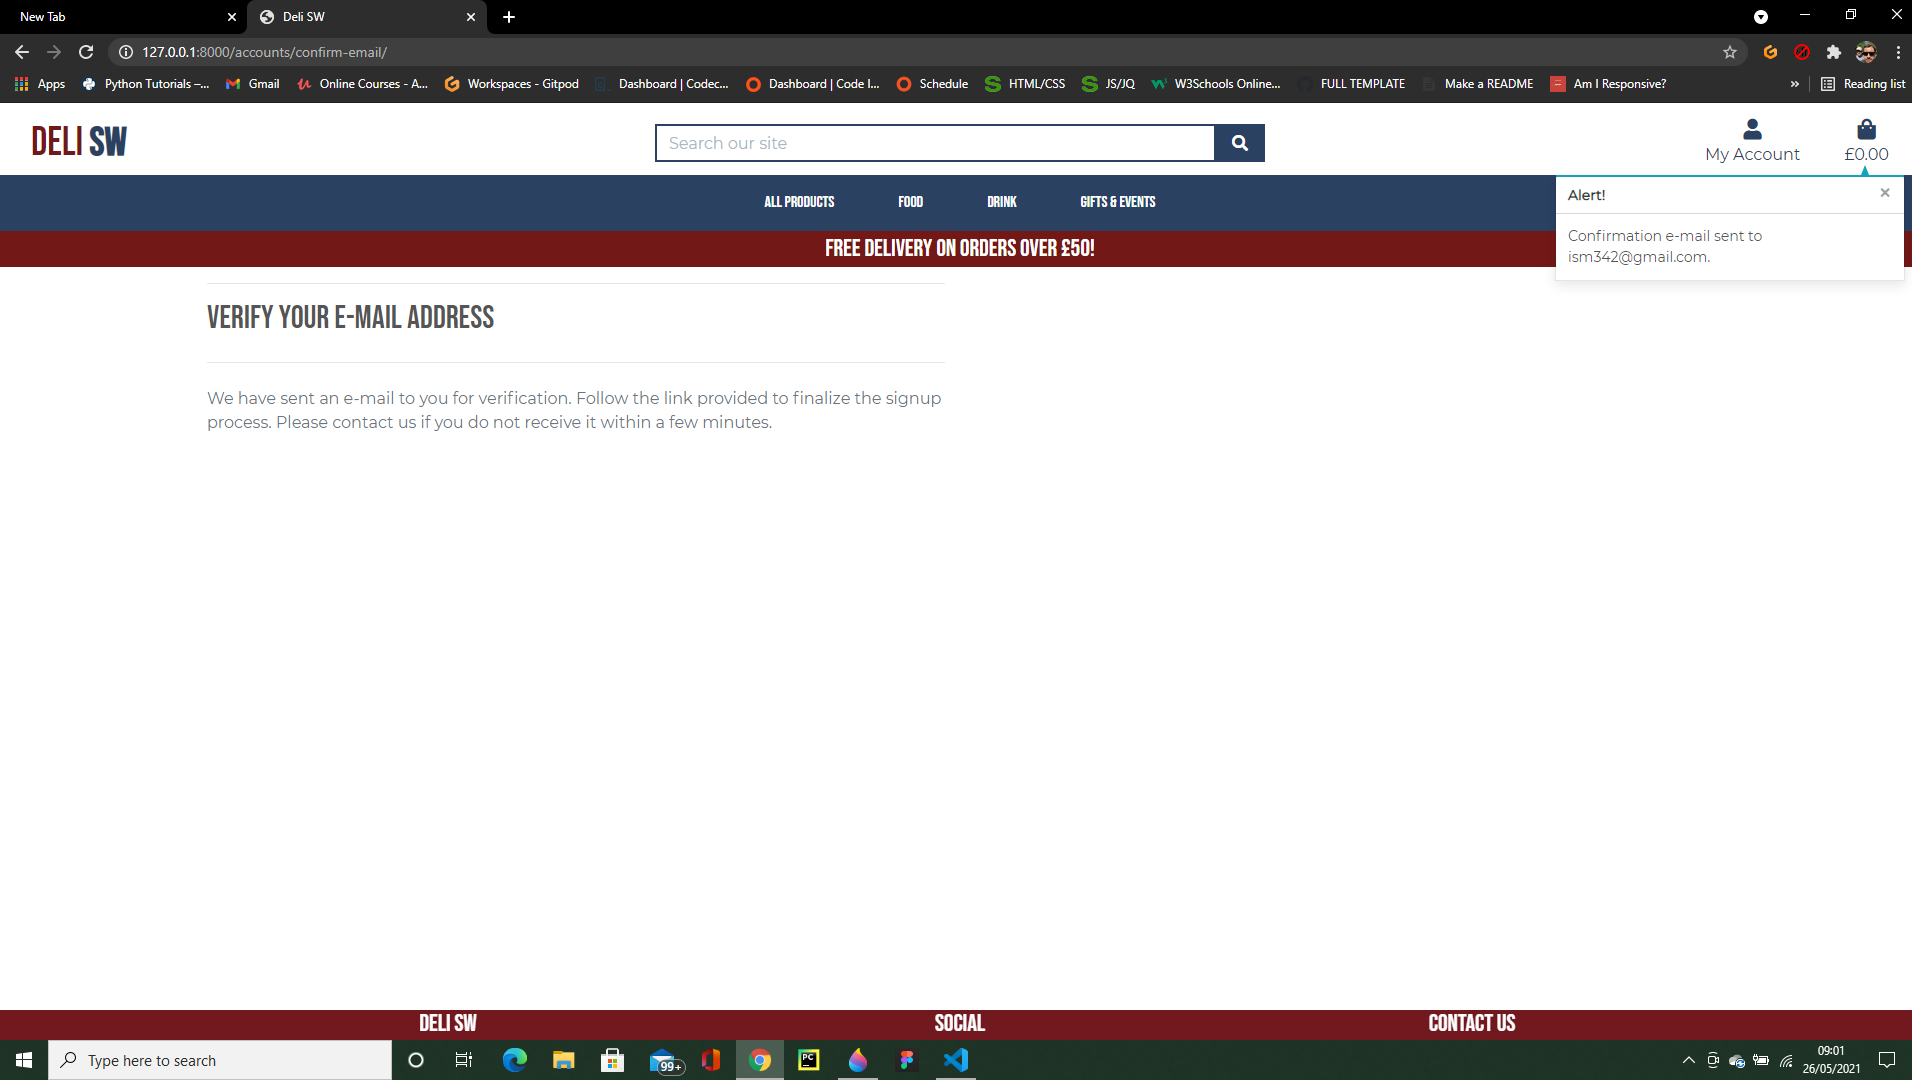 New Tab
Deli SW
127.0.0.1:8000/accounts/confirm-email/
Apps
Python Tutorials –...
Gmail
Online Courses - A...
Workspaces - Gitpod
Dashboard | Codec...
Dashboard | Code I...
Schedule
HTML/CSS
JS/JQ
W3Schools Online...
FULL TEMPLATE
Make a README
Am I Responsive?
»
Reading list
DELI SW
Search our site
My Account
£0.00
ALL PRODUCTS
FOOD
DRINK
GIFTS & EVENTS
Alert!
Confirmation e-mail sent to
ism342@gmail.com.
FREE DELIVERY ON ORDERS OVER £50!
VERIFY YOUR E-MAIL ADDRESS
We have sent an e-mail to you for verification. Follow the link provided to finalize the signup
process. Please contact us if you do not receive it within a few minutes.
DELI SW
SOCIAL
CONTACT US
Type here to search
99+
PC
09:01
26/05/2021